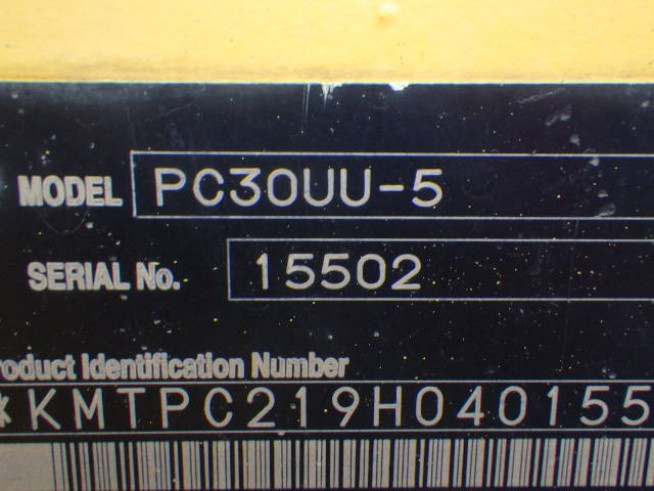 MODEL PC30UU-5
SERIAL No. 15502
roduct Identification Number
*KMTPC219H040155